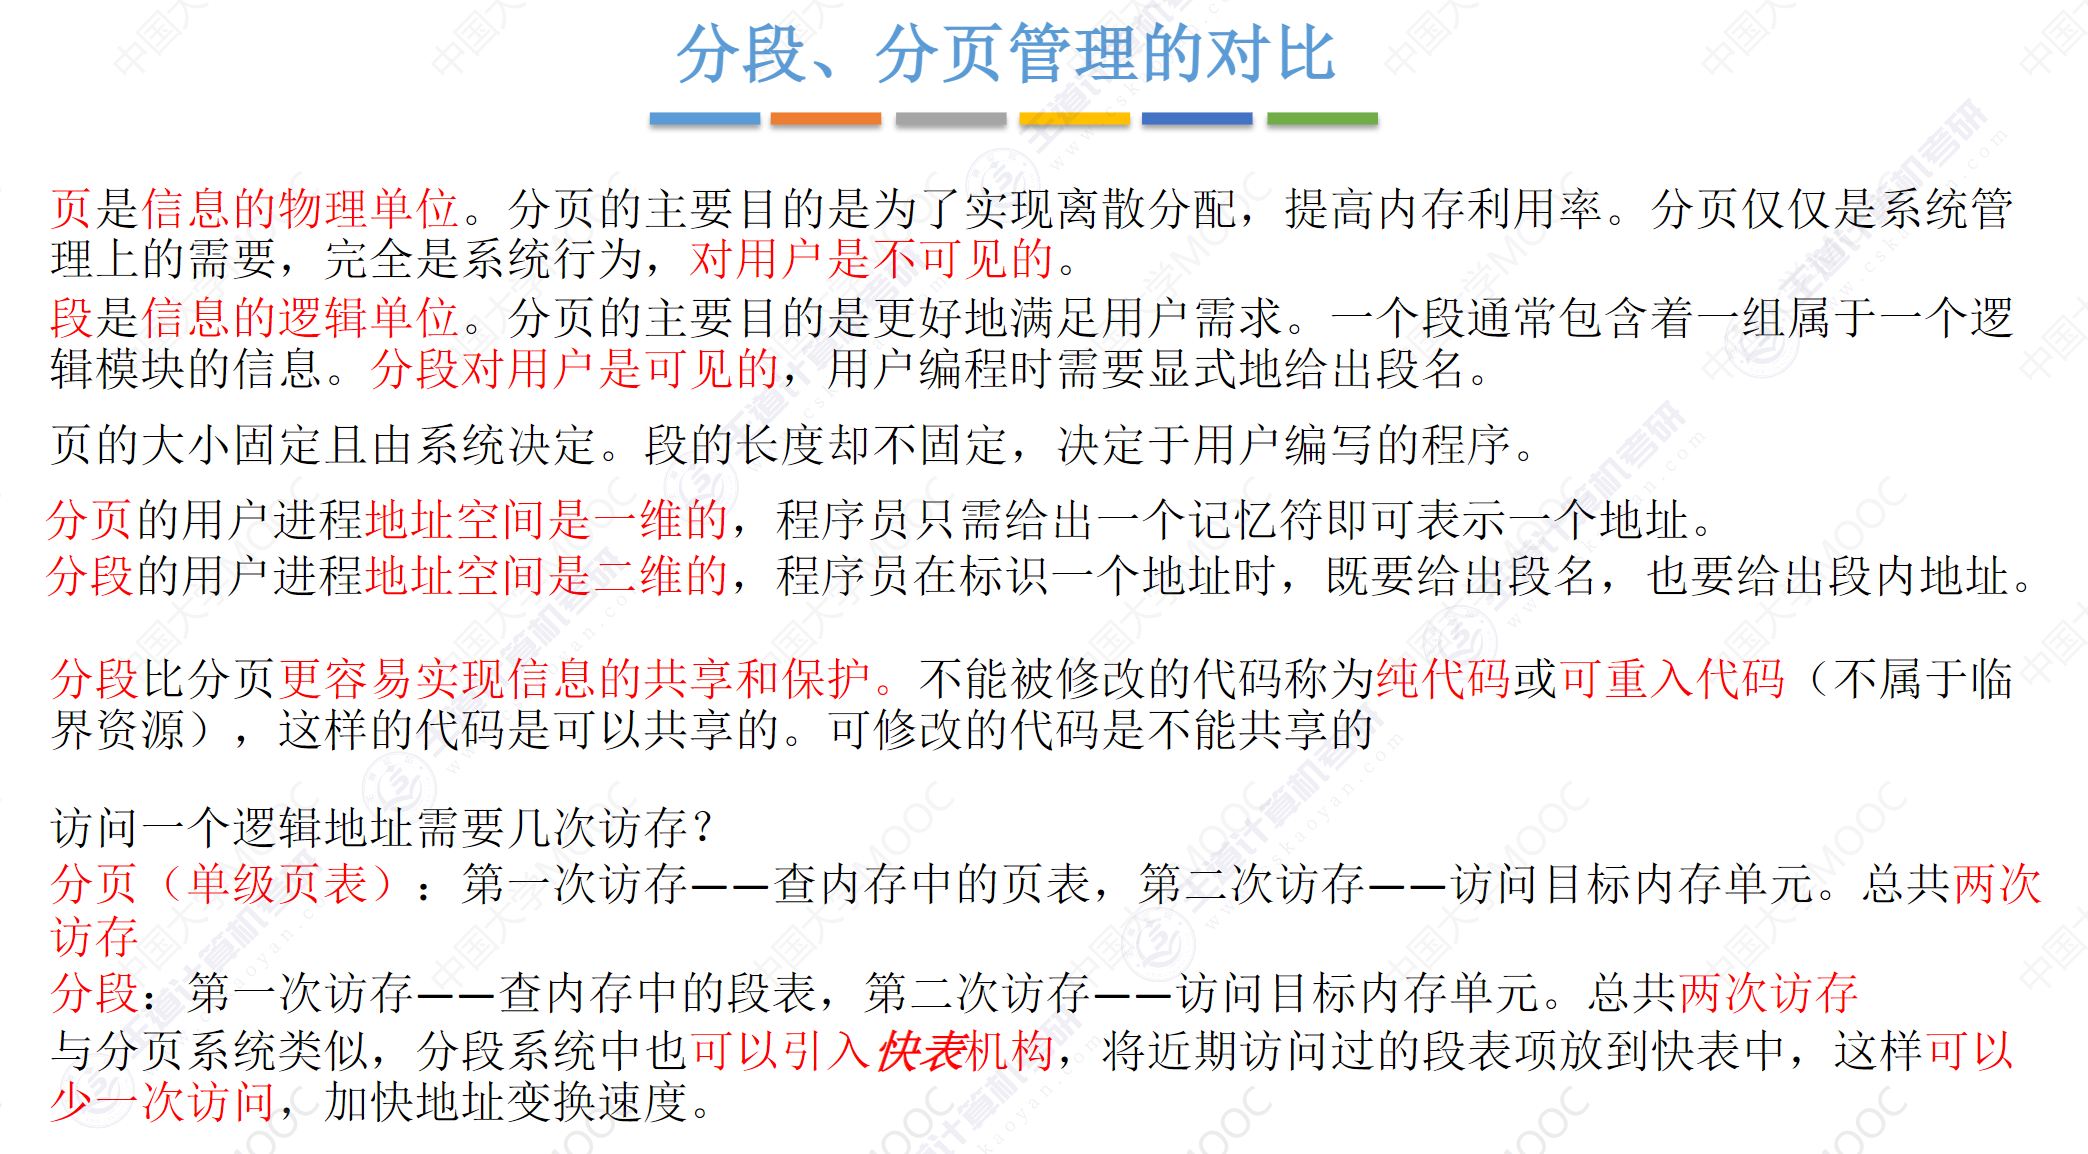 分段、分页管理的对比
页是信息的物理单位。分页的主要目的是为了实现离散分配，提高内存利用率。分页仅仅是系统管
理上的需要，完全是系统行为，对用户是不可见的。
段是信息的逻辑单位。分页的主要目的是更好地满足用户需求。一个段通常包含着一组属于一个逻
辑模块的信息。分段对用户是可见的，用户编程时需要显式地给出段名。
页的大小固定且由系统决定。段的长度却不固定，决定于用户编写的程序。
分页的用户进程地址空间是一维的，程序员只需给出一个记忆符即可表示一个地址。
分段的用户进程地址空间是二维的，程序员在标识一个地址时，既要给出段名，也要给出段内地址。
分段比分页更容易实现信息的共享和保护。不能被修改的代码称为纯代码或可重入代码（不属于临
界资源），这样的代码是可以共享的。可修改的代码是不能共享的
访问一个逻辑地址需要几次访存？
分页（单级页表）：第一次访存——查内存中的页表，第二次访存——访问目标内存单元。总共两次
访存
分段：第一次访存——查内存中的段表，第二次访存——访问目标内存单元。总共两次访存
与分页系统类似，分段系统中也可以引入快表机构，将近期访问过的段表项放到快表中，这样可以
少一次访问，加快地址变换速度。